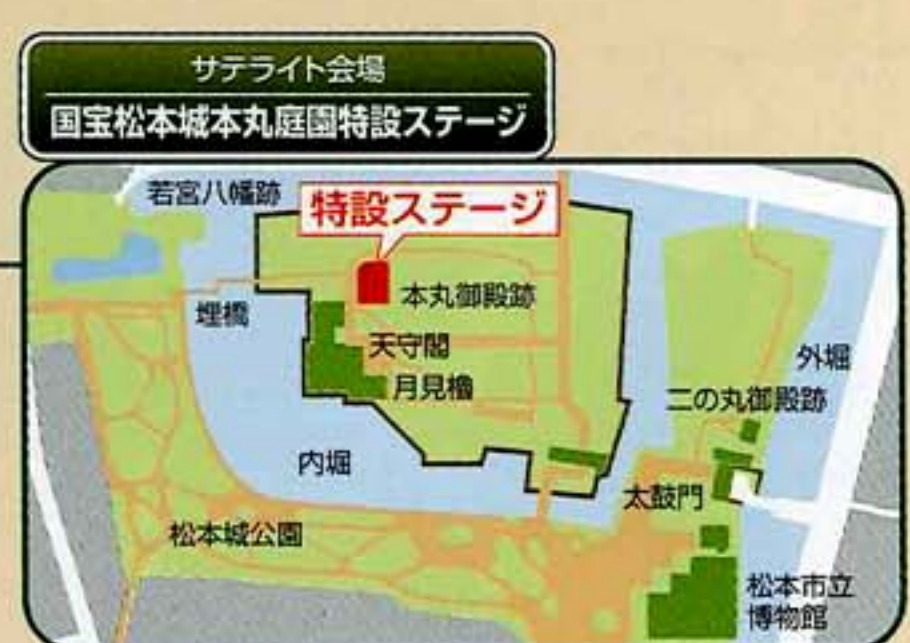 サテライト会場
国宝松本城本丸庭園特設ステージ
若宮八幡跡
特設ステージ
本丸御殿跡
埋橋
天守閣
月見櫓
外堀
二の丸御殿跡
内堀
太鼓門
松本城公園
松本市立
博物館